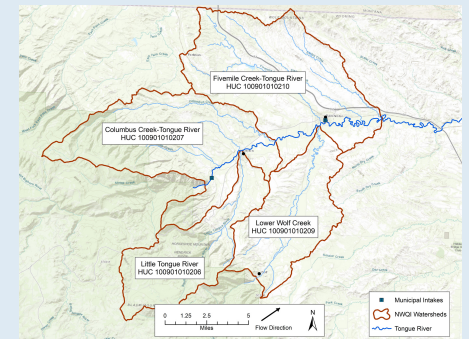 Fivemile Creek-Tongue River
HUC 100901010210
Columbus Creek-Tongue River
HUC 100901010207
Lower Wolf Creek
HUC 100901010209
Little Tongue River
HUC 100901010206
0 1.25 2.5 5
Miles
Flow Direction
N
Municipal Intakes
NWQI Watersheds
Tongue River